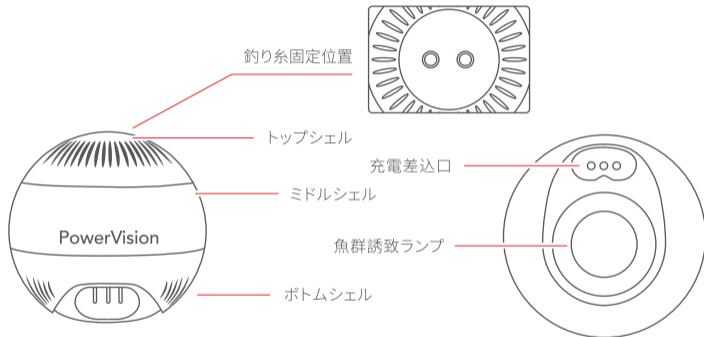 釣り糸固定位置
トップシェル
充電差込口
ミドルシェル
PowerVision
魚群誘致ランプ
ボトムシェル